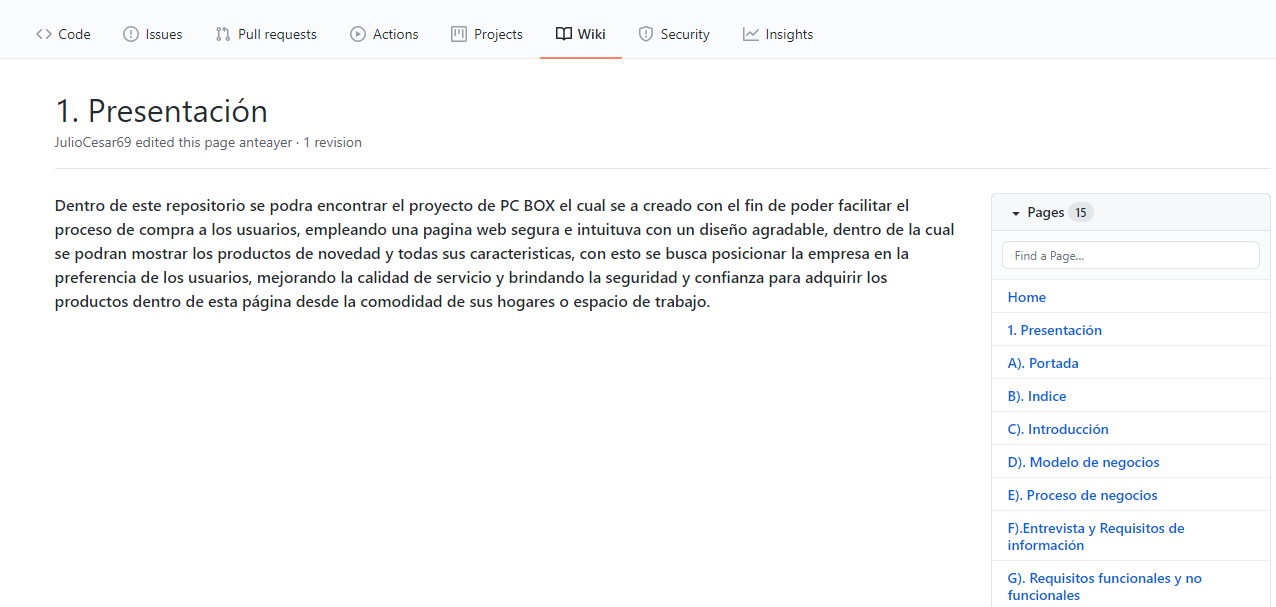 Code Issues Pull requests Actions Projects Wiki Security Insights
1. Presentación
JulioCesar69 edited this page anteayer · 1 revision
Dentro de este repositorio se podra encontrar el proyecto de PC BOX el cual se a creado con el fin de poder facilitar el
proceso de compra a los usuarios, empleando una pagina web segura e intuituva con un diseño agradable, dentro de la cual
se podran mostrar los productos de novedad y todas sus caracteristicas, con esto se busca posicionar la empresa en la
preferencia de los usuarios, mejorando la calidad de servicio y brindando la seguridad y confianza para adquirir los
productos dentro de esta página desde la comodidad de sus hogares o espacio de trabajo.
Pages 15
Find a Page...
Home
1. Presentación
A). Portada
B). Indice
C). Introducción
D). Modelo de negocios
E). Proceso de negocios
F).Entrevista y Requisitos de
información
G). Requisitos funcionales y no
funcionales